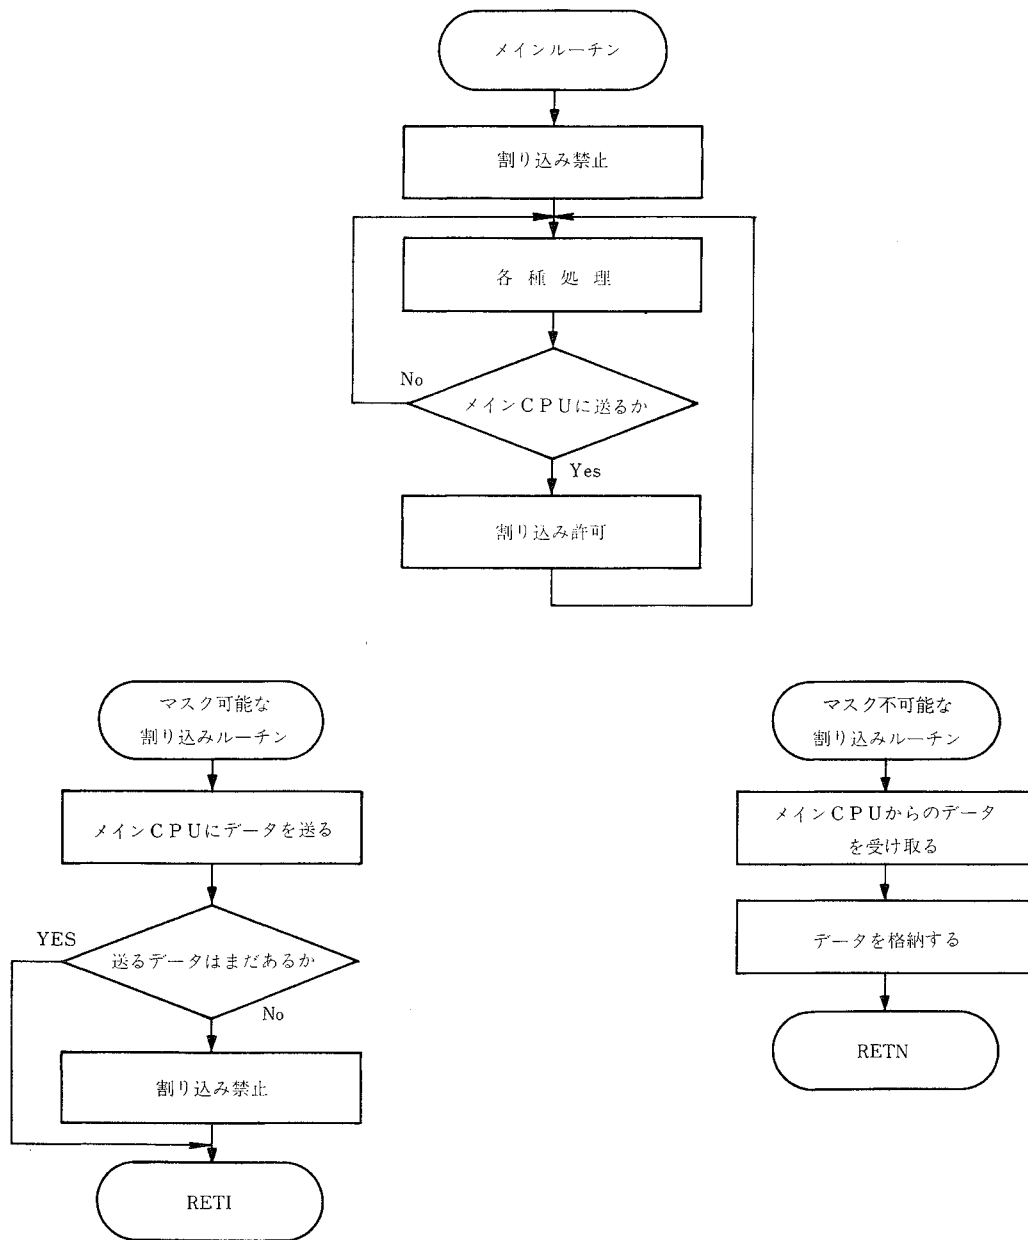 メインルーチン
割り込み禁止
各種処理
No
メインCPUに送るか
Yes
割り込み許可
マスク可能な
割り込みルーチン
メインCPUにデータを送る
YES
送るデータはまだあるか
No
割り込み禁止
RETI
マスク不可能な
割り込みルーチン
メインCPUからのデータ
を受け取る
データを格納する
RETN